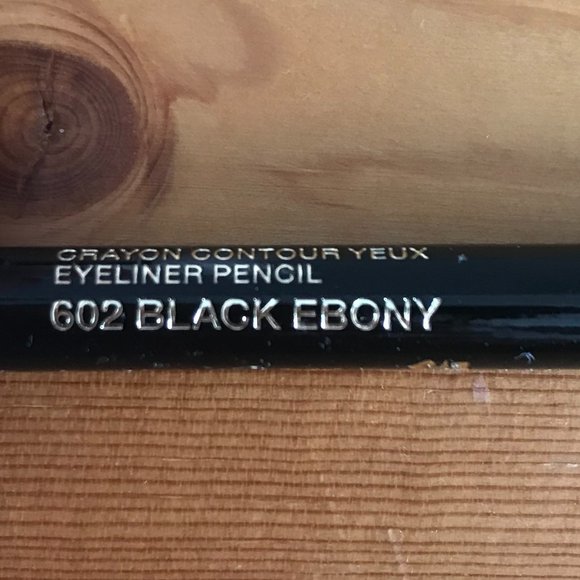 CRAYON CONTOUR YEUX
EYELINER PENCIL
602 BLACK EBONY